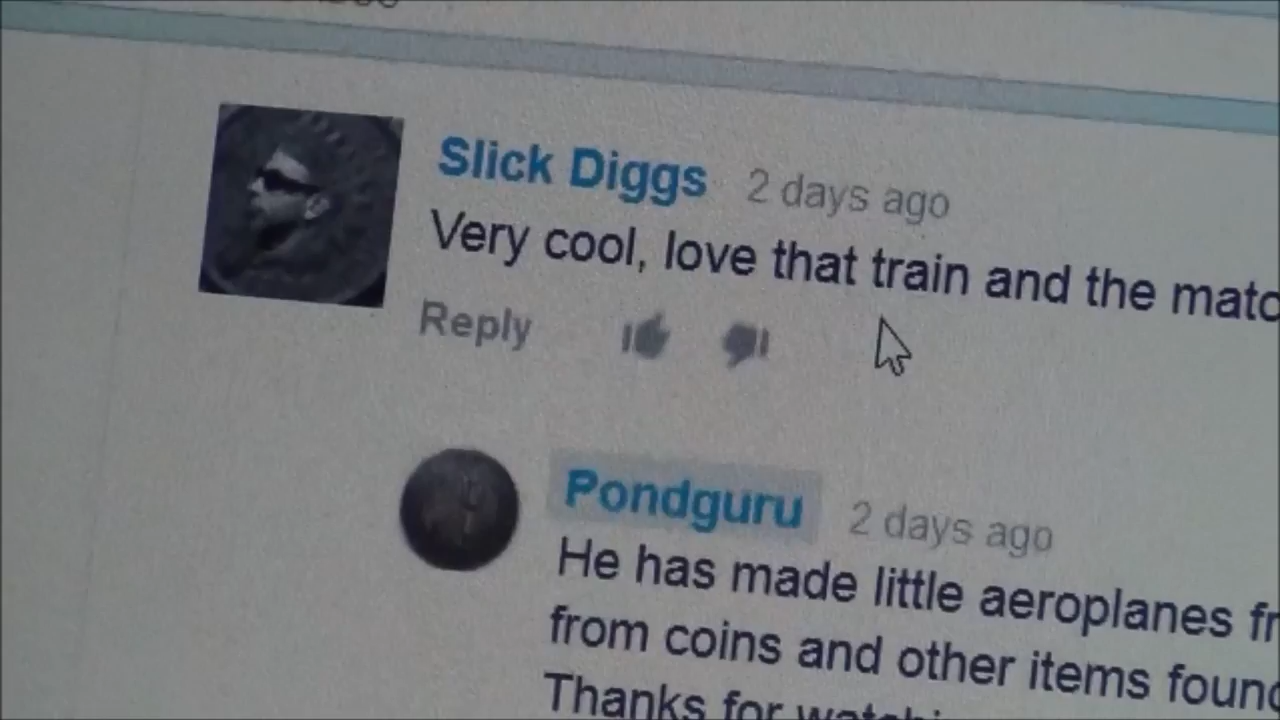 Slick Diggs 2 days ago
Very cool, love that train and the matc
Reply
Pondguru 2 days ago
He has made little aeroplanes fr
from coins and other items found
Thanks for watchi